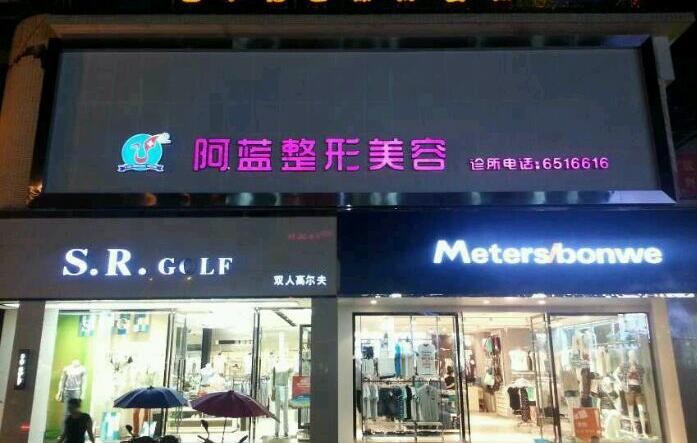 阿蓝整形美容 诊所电话:6516616
S.R. GOLF
双人高尔夫
Meters/bonwe